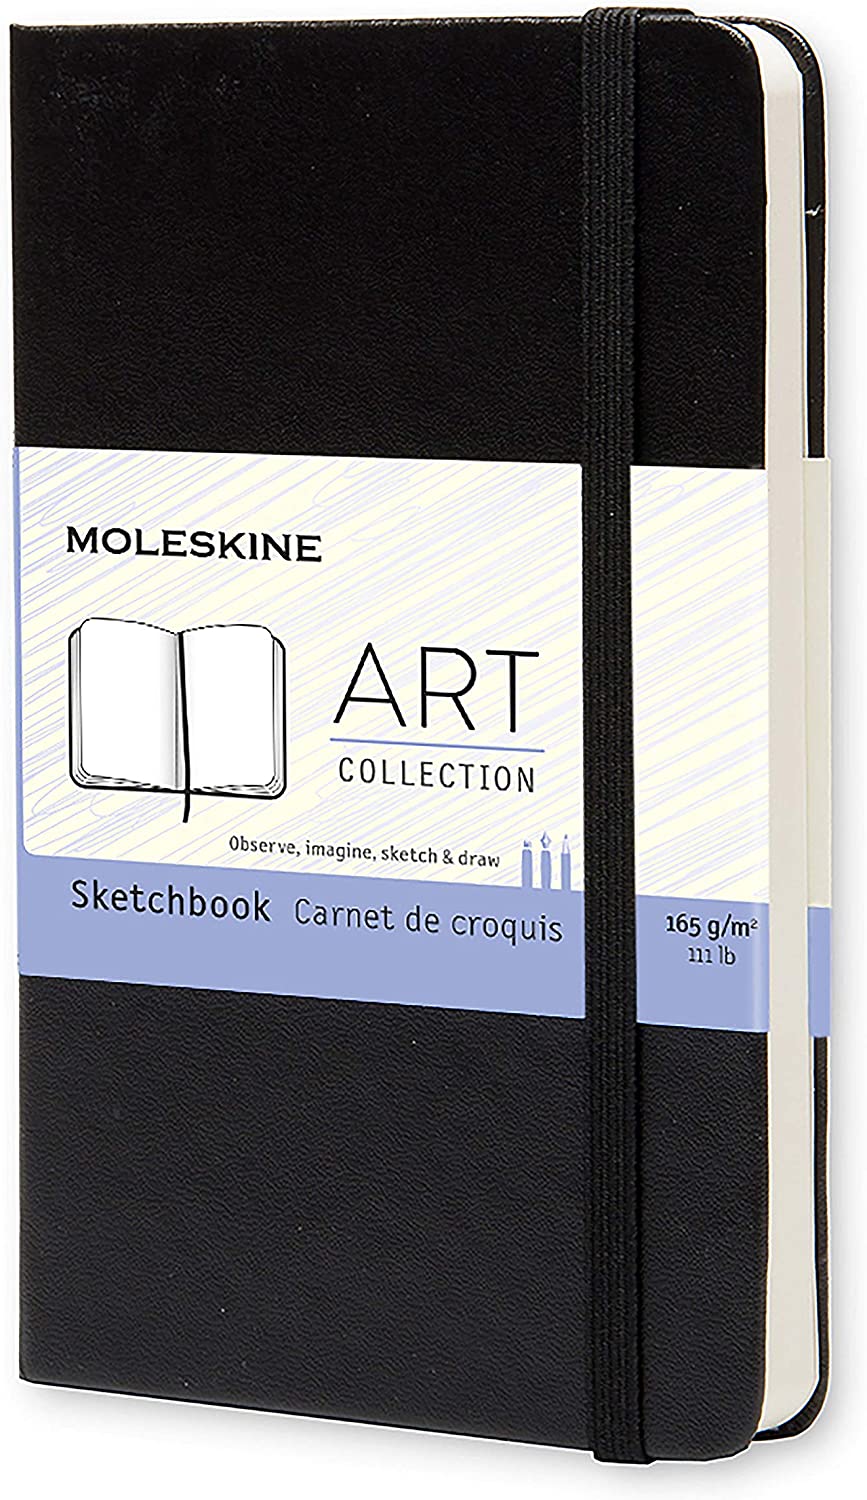 MOLESKINE
ART
COLLECTION
Observe, imagine, sketch & draw
Sketchbook Carnet de croquis
165 g/m²
111 lb